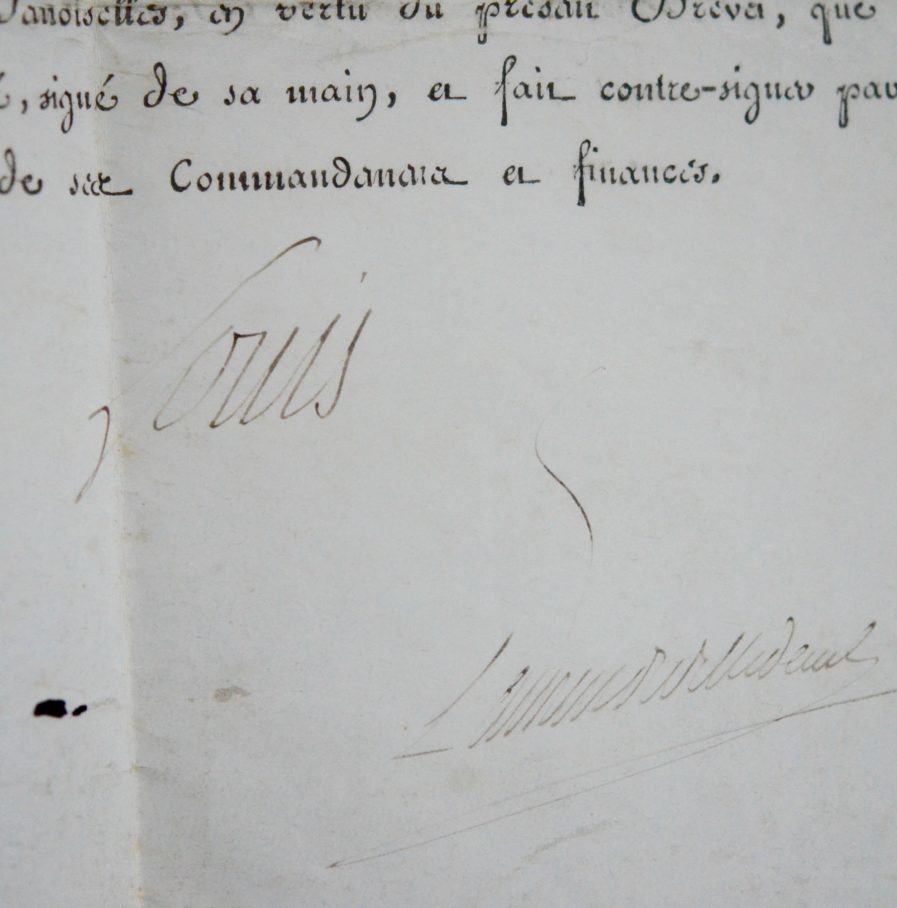 Damoiselles, en vertu du présent Brevet, que
é, signé de sa main, et fait contre-signer par
de ses Commandemens et finances.
Louis